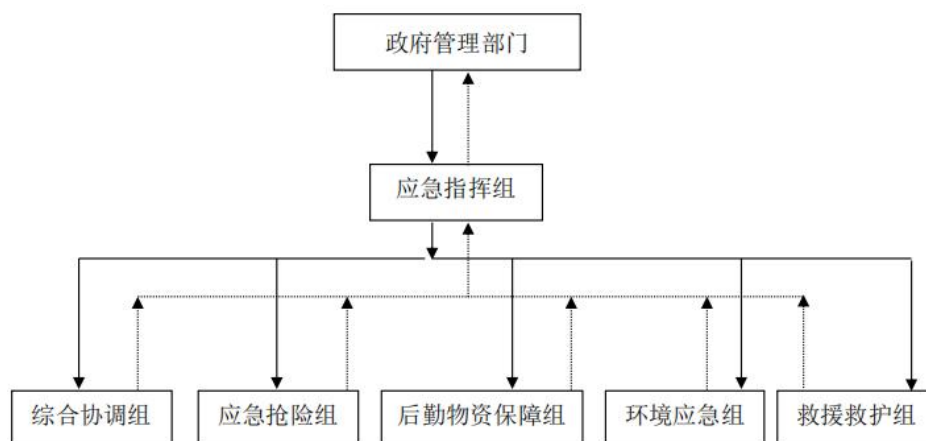 政府管理部门
应急指挥组
综合协调组
应急抢险组
后勤物资保障组
环境应急组
救援救护组